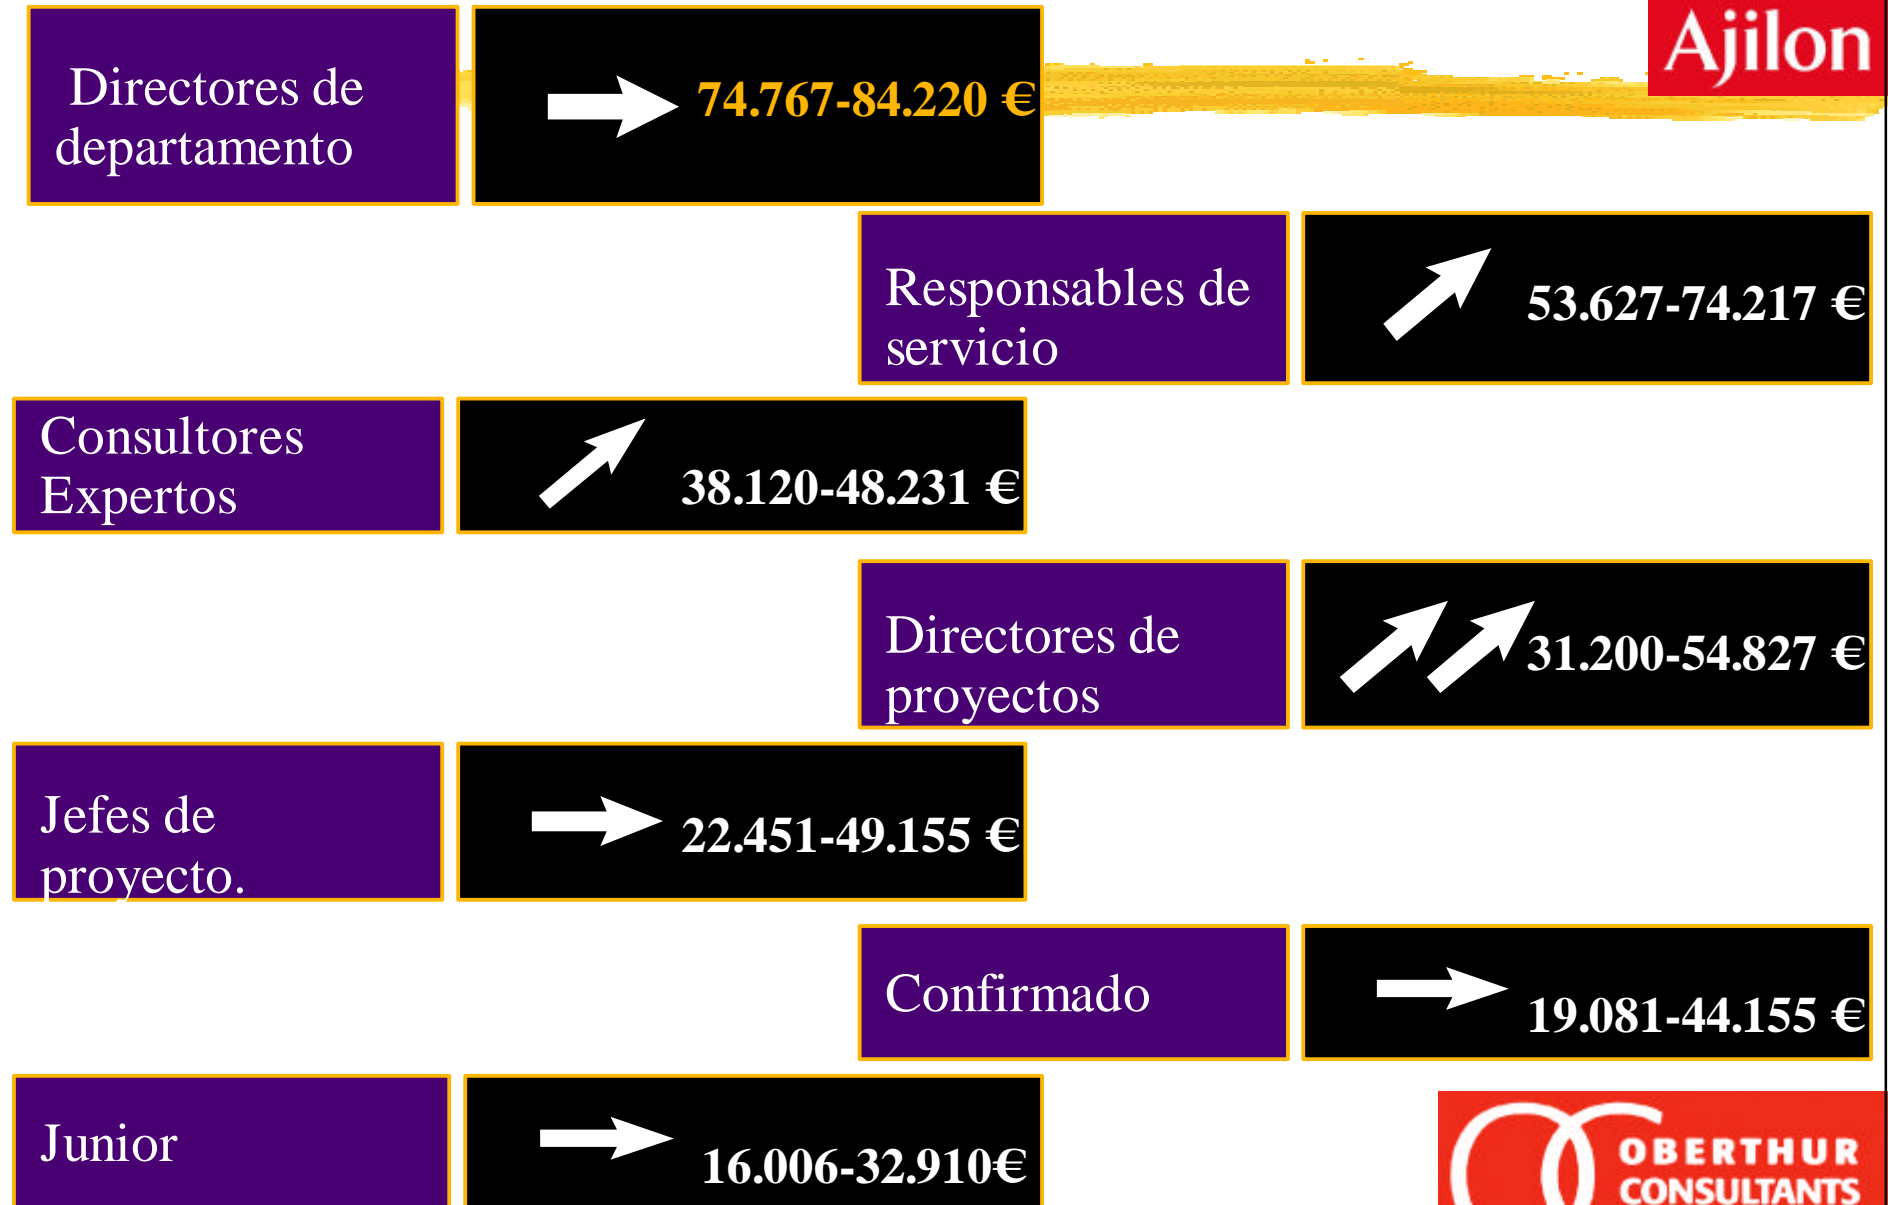 Ajilon
Directores de
departamento
74.767-84.220 €
Responsables de
servicio
53.627-74.217 €
Consultores
Expertos
38.120-48.231 €
Directores de
proyectos
31.200-54.827 €
Jefes de
proyecto.
22.451-49.155 €
Confirmado
19.081-44.155 €
Junior
16.006-32.910€
OBERTHUR
CONSULTANTS